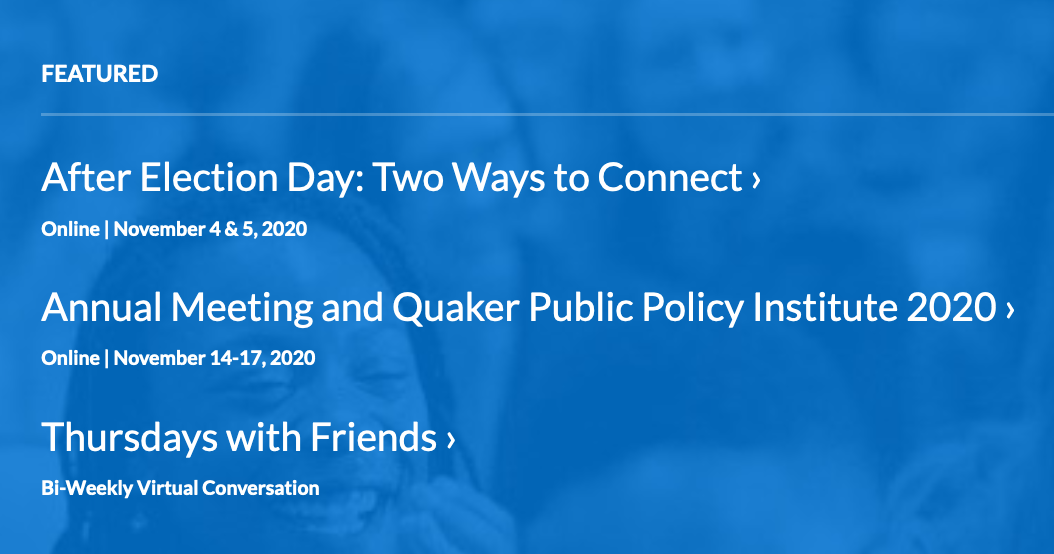 FEATURED
After Election Day: Two Ways to Connect ›
Online | November 4 & 5, 2020
Annual Meeting and Quaker Public Policy Institute 2020 ›
Online | November 14-17, 2020
Thursdays with Friends ›
Bi-Weekly Virtual Conversation